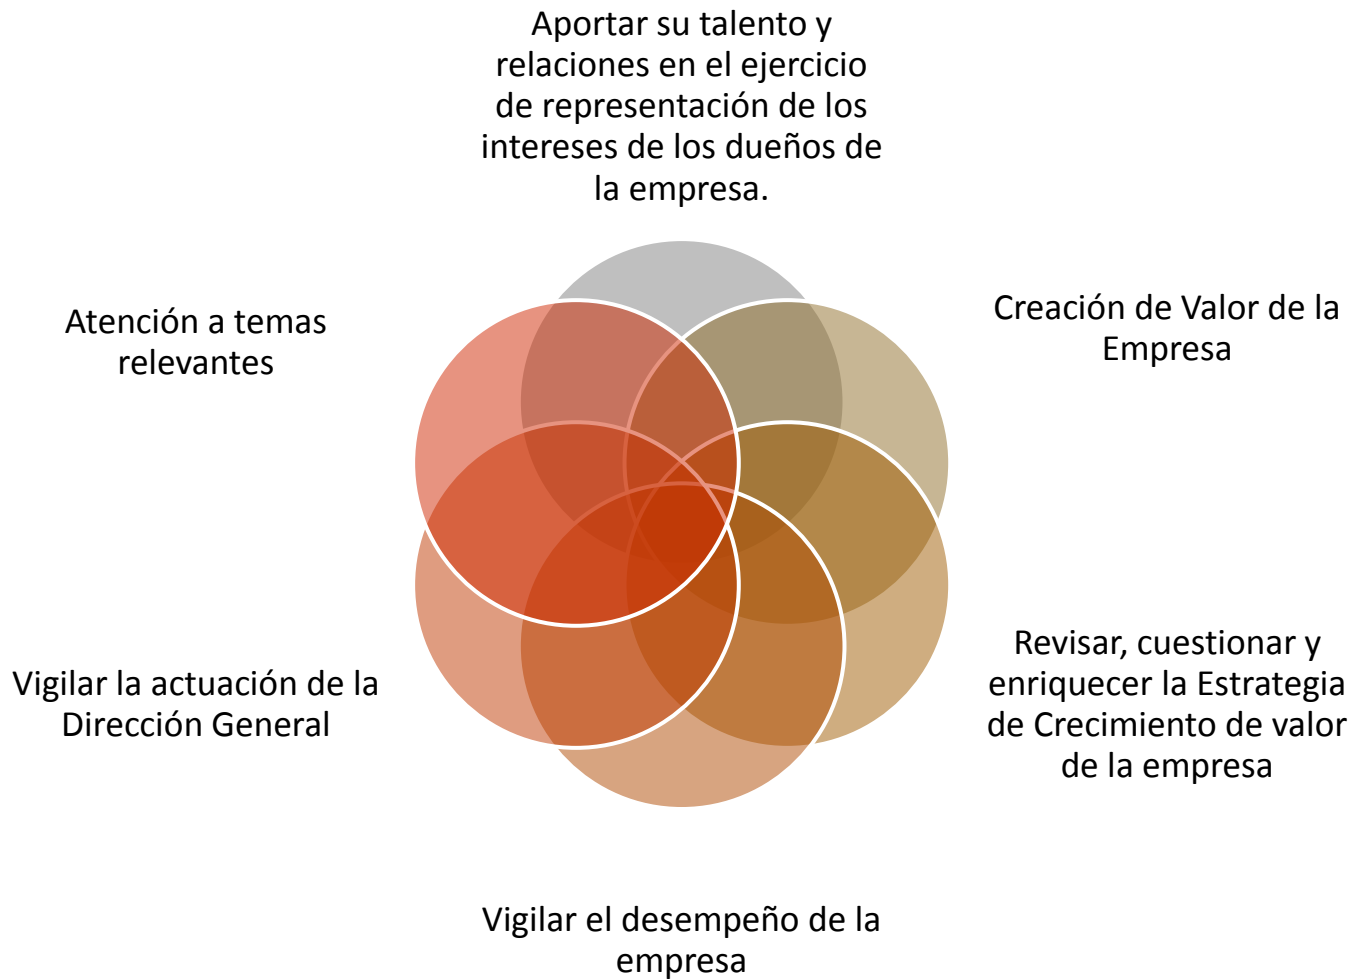 Aportar su talento y
relaciones en el ejercicio
de representación de los
intereses de los dueños de
la empresa.
Creación de Valor de la
Empresa
Revisar, cuestionar y
enriquecer la Estrategia
de Crecimiento de valor
de la empresa
Vigilar el desempeño de la
empresa
Vigilar la actuación de la
Dirección General
Atención a temas
relevantes